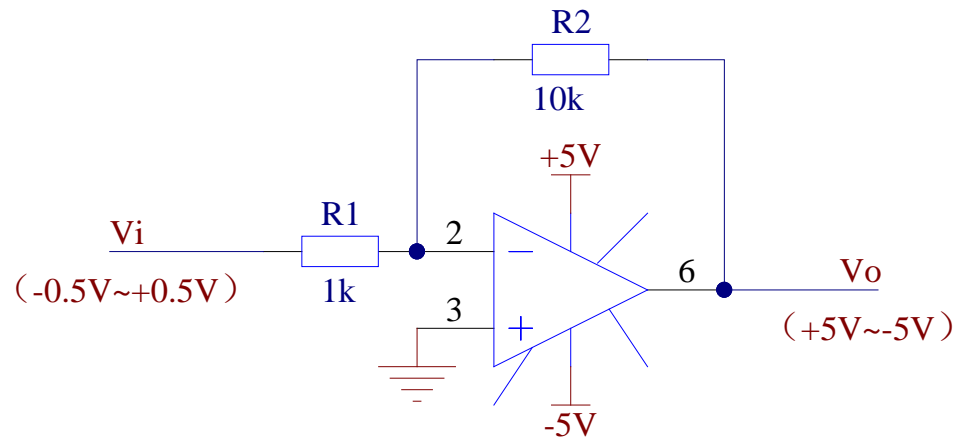 R2
10k
+5V
R1
Vi
2
−
6
Vo
（-0.5V~+0.5V）
1k
3
+
（+5V~-5V）
-5V